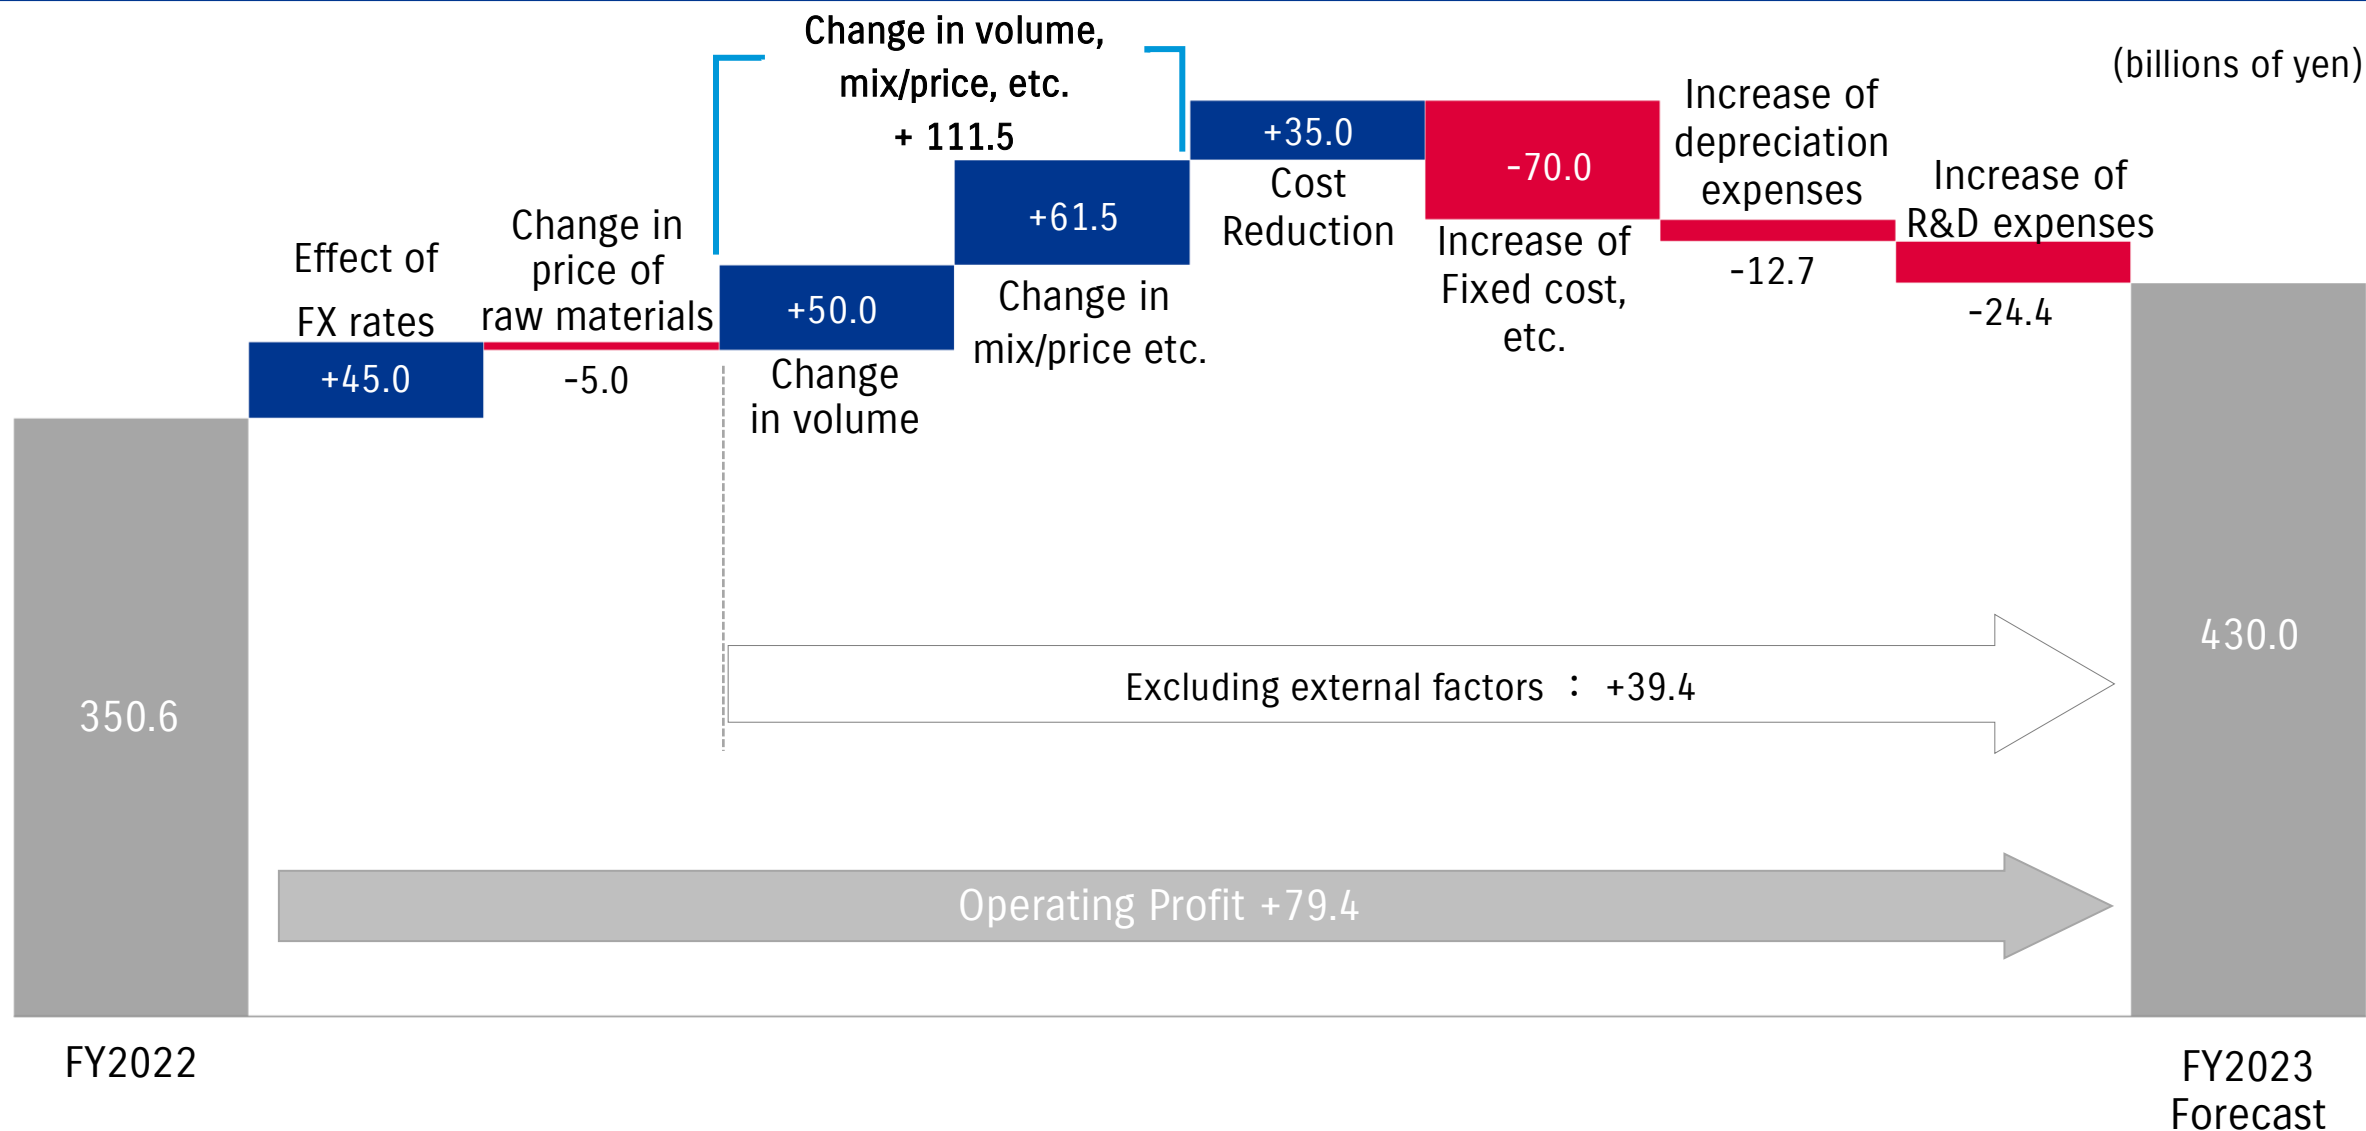 Change in volume,
mix/price, etc.
+ 111.5
(billions of yen)
Effect of
FX rates
+45.0
Change in
price of
raw materials
-5.0
+50.0
Change
in volume
+61.5
Change in
mix/price etc.
+35.0
Cost
Reduction
-70.0
Increase of
Fixed cost,
etc.
Increase of
depreciation
expenses
-12.7
Increase of
R&D expenses
-24.4
350.6
430.0
Excluding external factors : +39.4
Operating Profit +79.4
FY2022
FY2023
Forecast